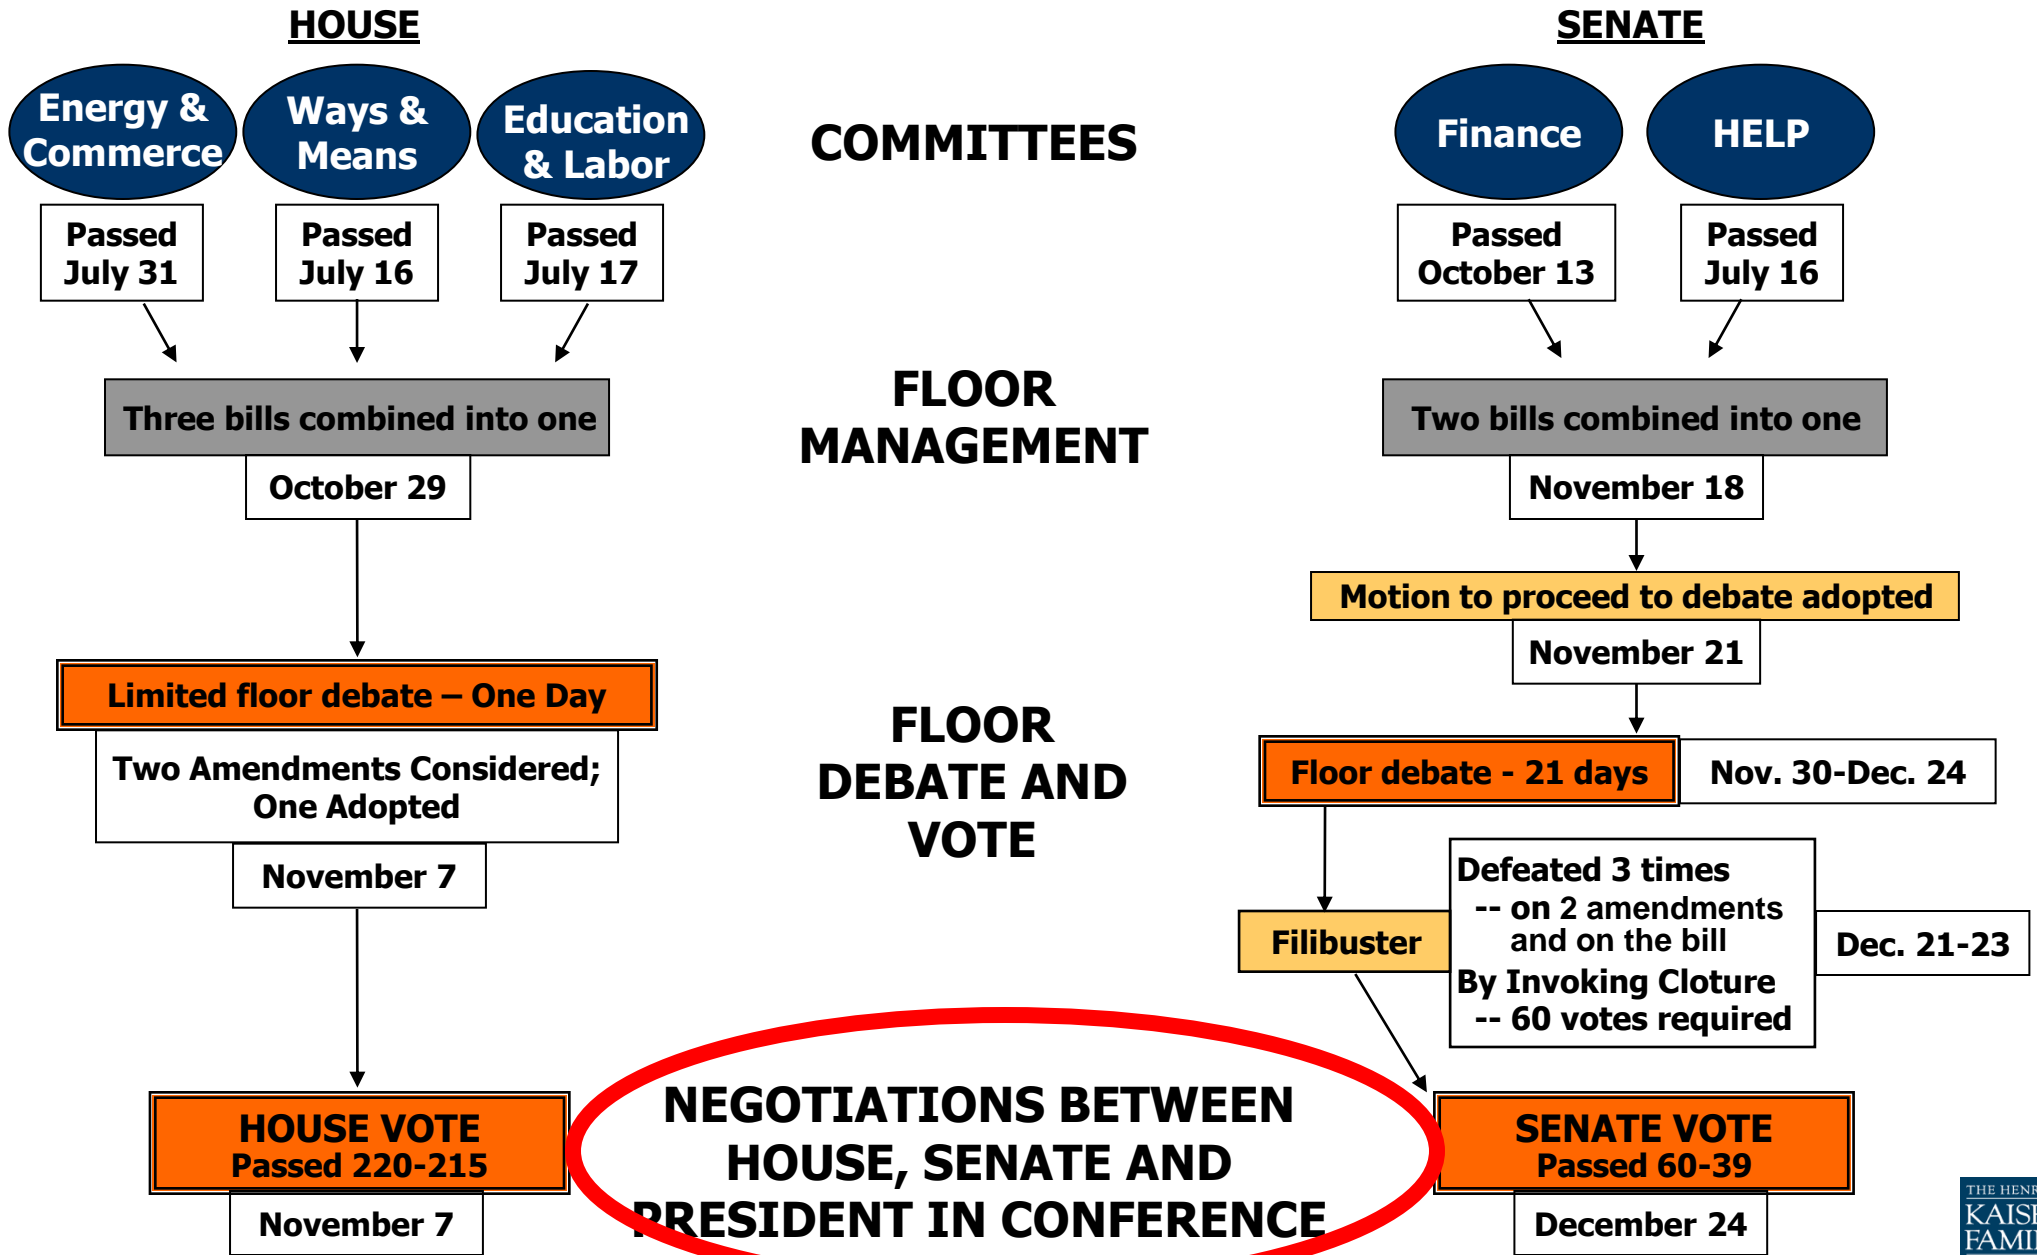 HOUSE
SENATE
Energy &
Commerce
Ways &
Means
Education
& Labor
COMMITTEES
Finance
HELP
Passed
July 31
Passed
July 16
Passed
July 17
Passed
October 13
Passed
July 16
FLOOR
MANAGEMENT
Three bills combined into one
October 29
Two bills combined into one
November 18
Motion to proceed to debate adopted
November 21
Limited floor debate – One Day
Two Amendments Considered;
One Adopted
November 7
FLOOR
DEBATE AND
VOTE
Floor debate - 21 days
Nov. 30-Dec. 24
Filibuster
Defeated 3 times
-- on 2 amendments
and on the bill
By Invoking Cloture
-- 60 votes required
Dec. 21-23
HOUSE VOTE
Passed 220-215
November 7
NEGOTIATIONS BETWEEN
HOUSE, SENATE AND
PRESIDENT IN CONFERENCE
SENATE VOTE
Passed 60-39
December 24
THE HENR
KAIS
FAMI